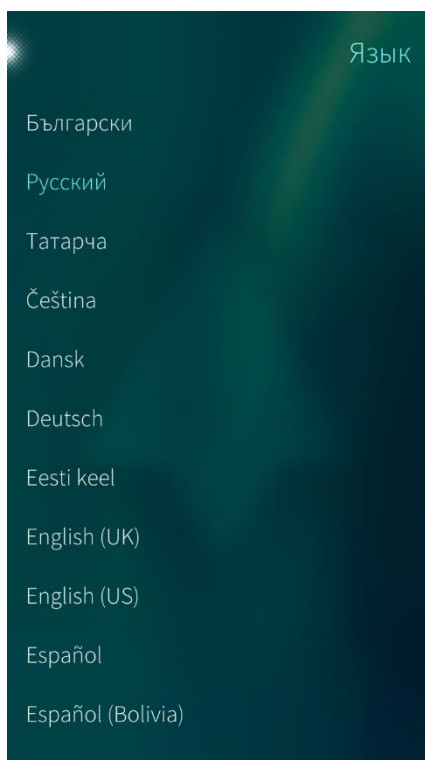 Язык
Български
Русский
Татарча
Čeština
Dansk
Deutsch
Eesti keel
English (UK)
English (US)
Español
Español (Bolivia)